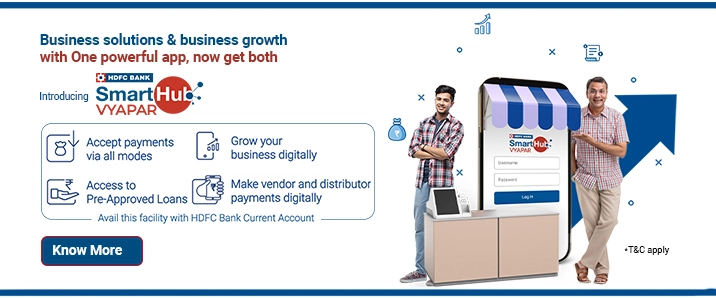 Business solutions & business growth
with One powerful app, now get both
Introducing
HDFC BANK
SmartHub
VYAPAR
Accept payments
via all modes
Grow your
business digitally
Access to
Pre-Approved Loans
Make vendor and distributor
payments digitally
Avail this facility with HDFC Bank Current Account
Know More
HDFC BANK
SmartHub
VYAPAR
Username
Password
Log In
*T&C apply